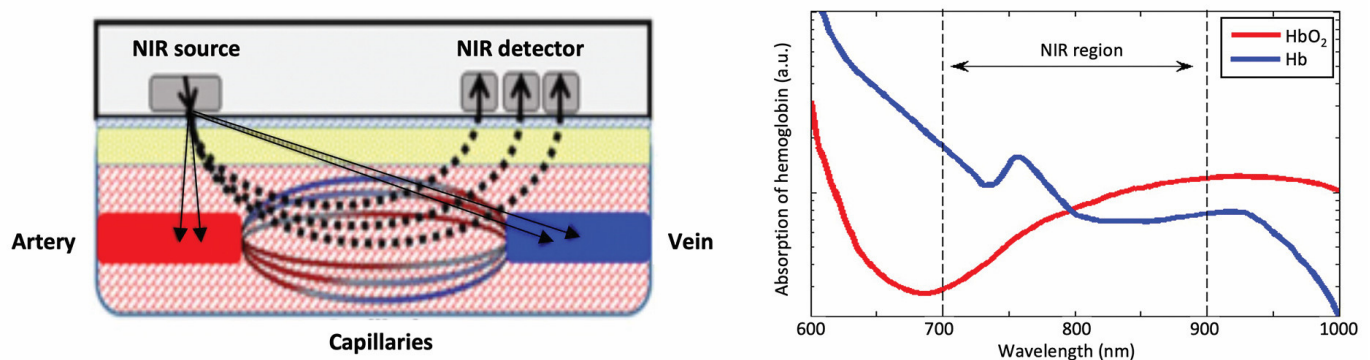 NIR source
NIR detector
Artery
Vein
Capillaries
Absorption of hemoglobin (a.u.)
NIR region
HbO₂
Hb
600
700
800
900
1000
Wavelength (nm)